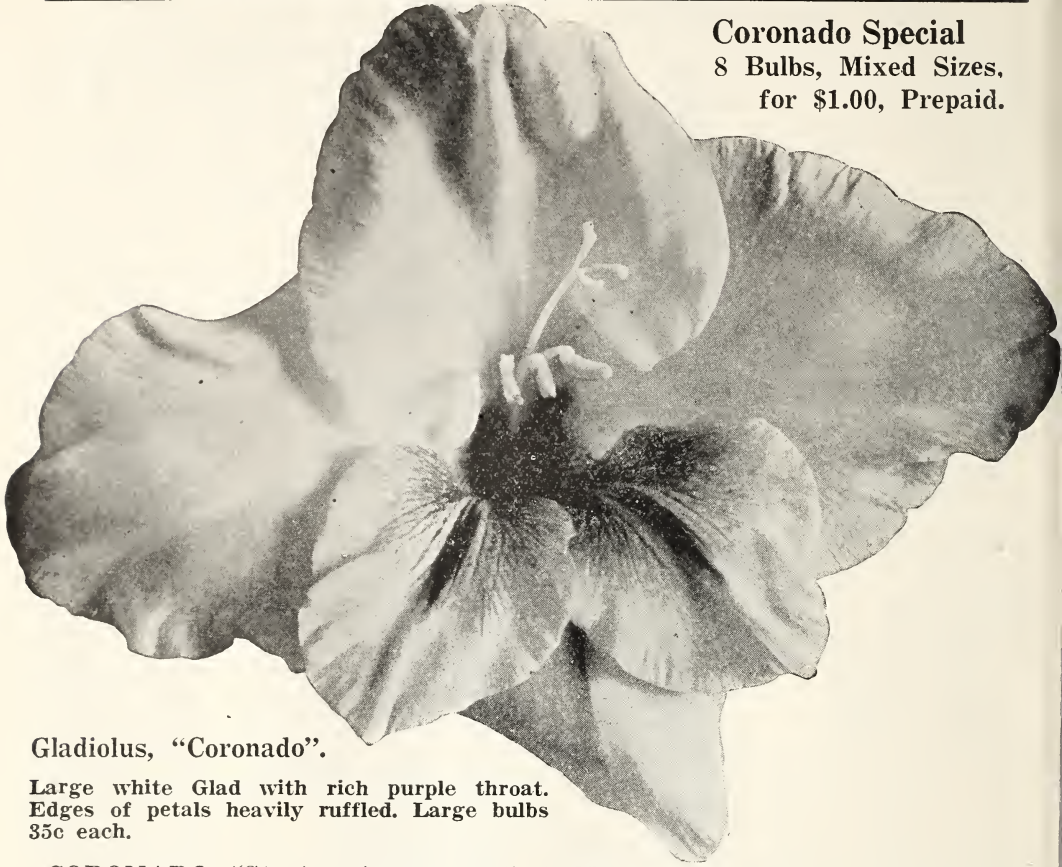 Coronado Special
8 Bulbs, Mixed Sizes,
for $1.00, Prepaid.
Gladiolus, “Coronado”.
Large white Glad with rich purple throat.
Edges of petals heavily ruffled. Large bulbs
35c each.